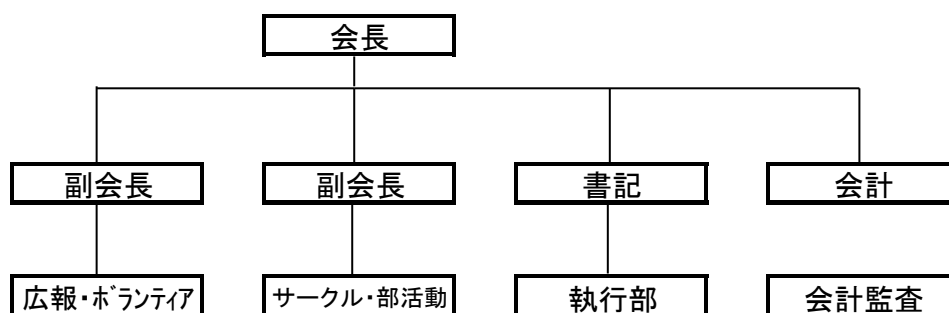 会長
副会長
副会長
書記
会計
広報・ボランティア
サークル・部活動
執行部
会計監査